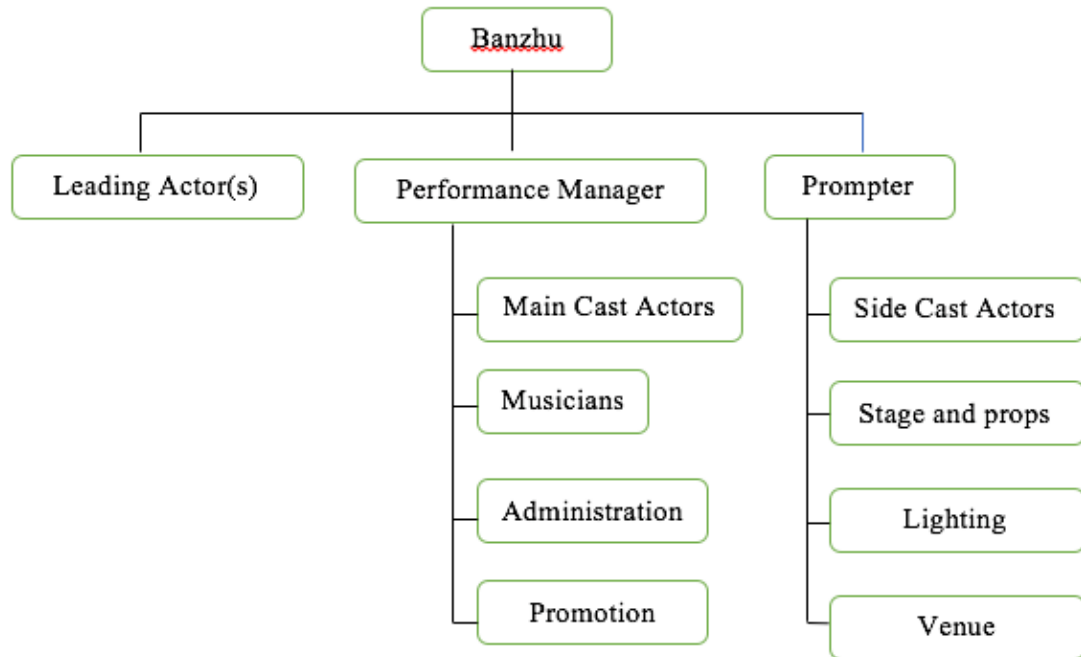 Banzhu
Leading Actor(s)
Performance Manager
Prompter
Main Cast Actors
Musicians
Administration
Promotion
Side Cast Actors
Stage and props
Lighting
Venue